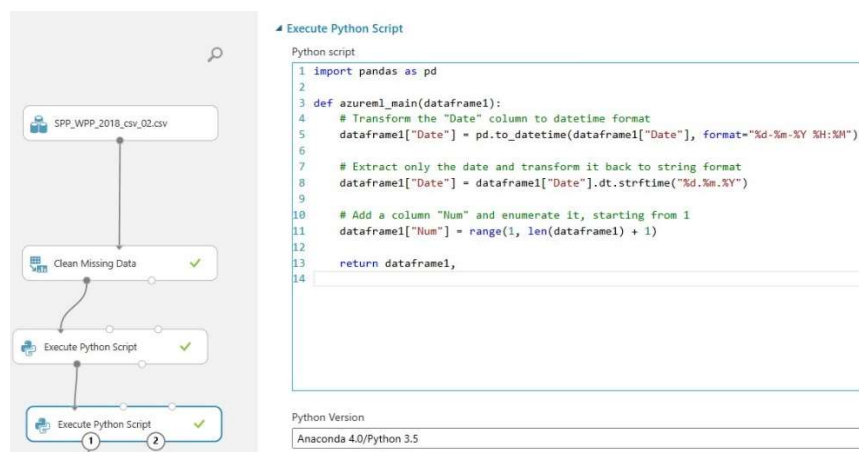 SPP_WPP_2018_csv_02.csv
Clean Missing Data
Execute Python Script
Execute Python Script
1
2
Execute Python Script
Python script
1 import pandas as pd
2
3 def azureml_main(dataframe1):
4 # Transform the "Date" column to datetime format
5 dataframe1["Date"] = pd.to_datetime(dataframe1["Date"], format="%d-%m-%Y %H:%M")
6
7 # Extract only the date and transform it back to string format
8 dataframe1["Date"] = dataframe1["Date"].dt.strftime("%d.%m.%Y")
9
10 # Add a column "Num" and enumerate it, starting from 1
11 dataframe1["Num"] = range(1, len(dataframe1) + 1)
12
13 return dataframe1,
14
Python Version
Anaconda 4.0/Python 3.5